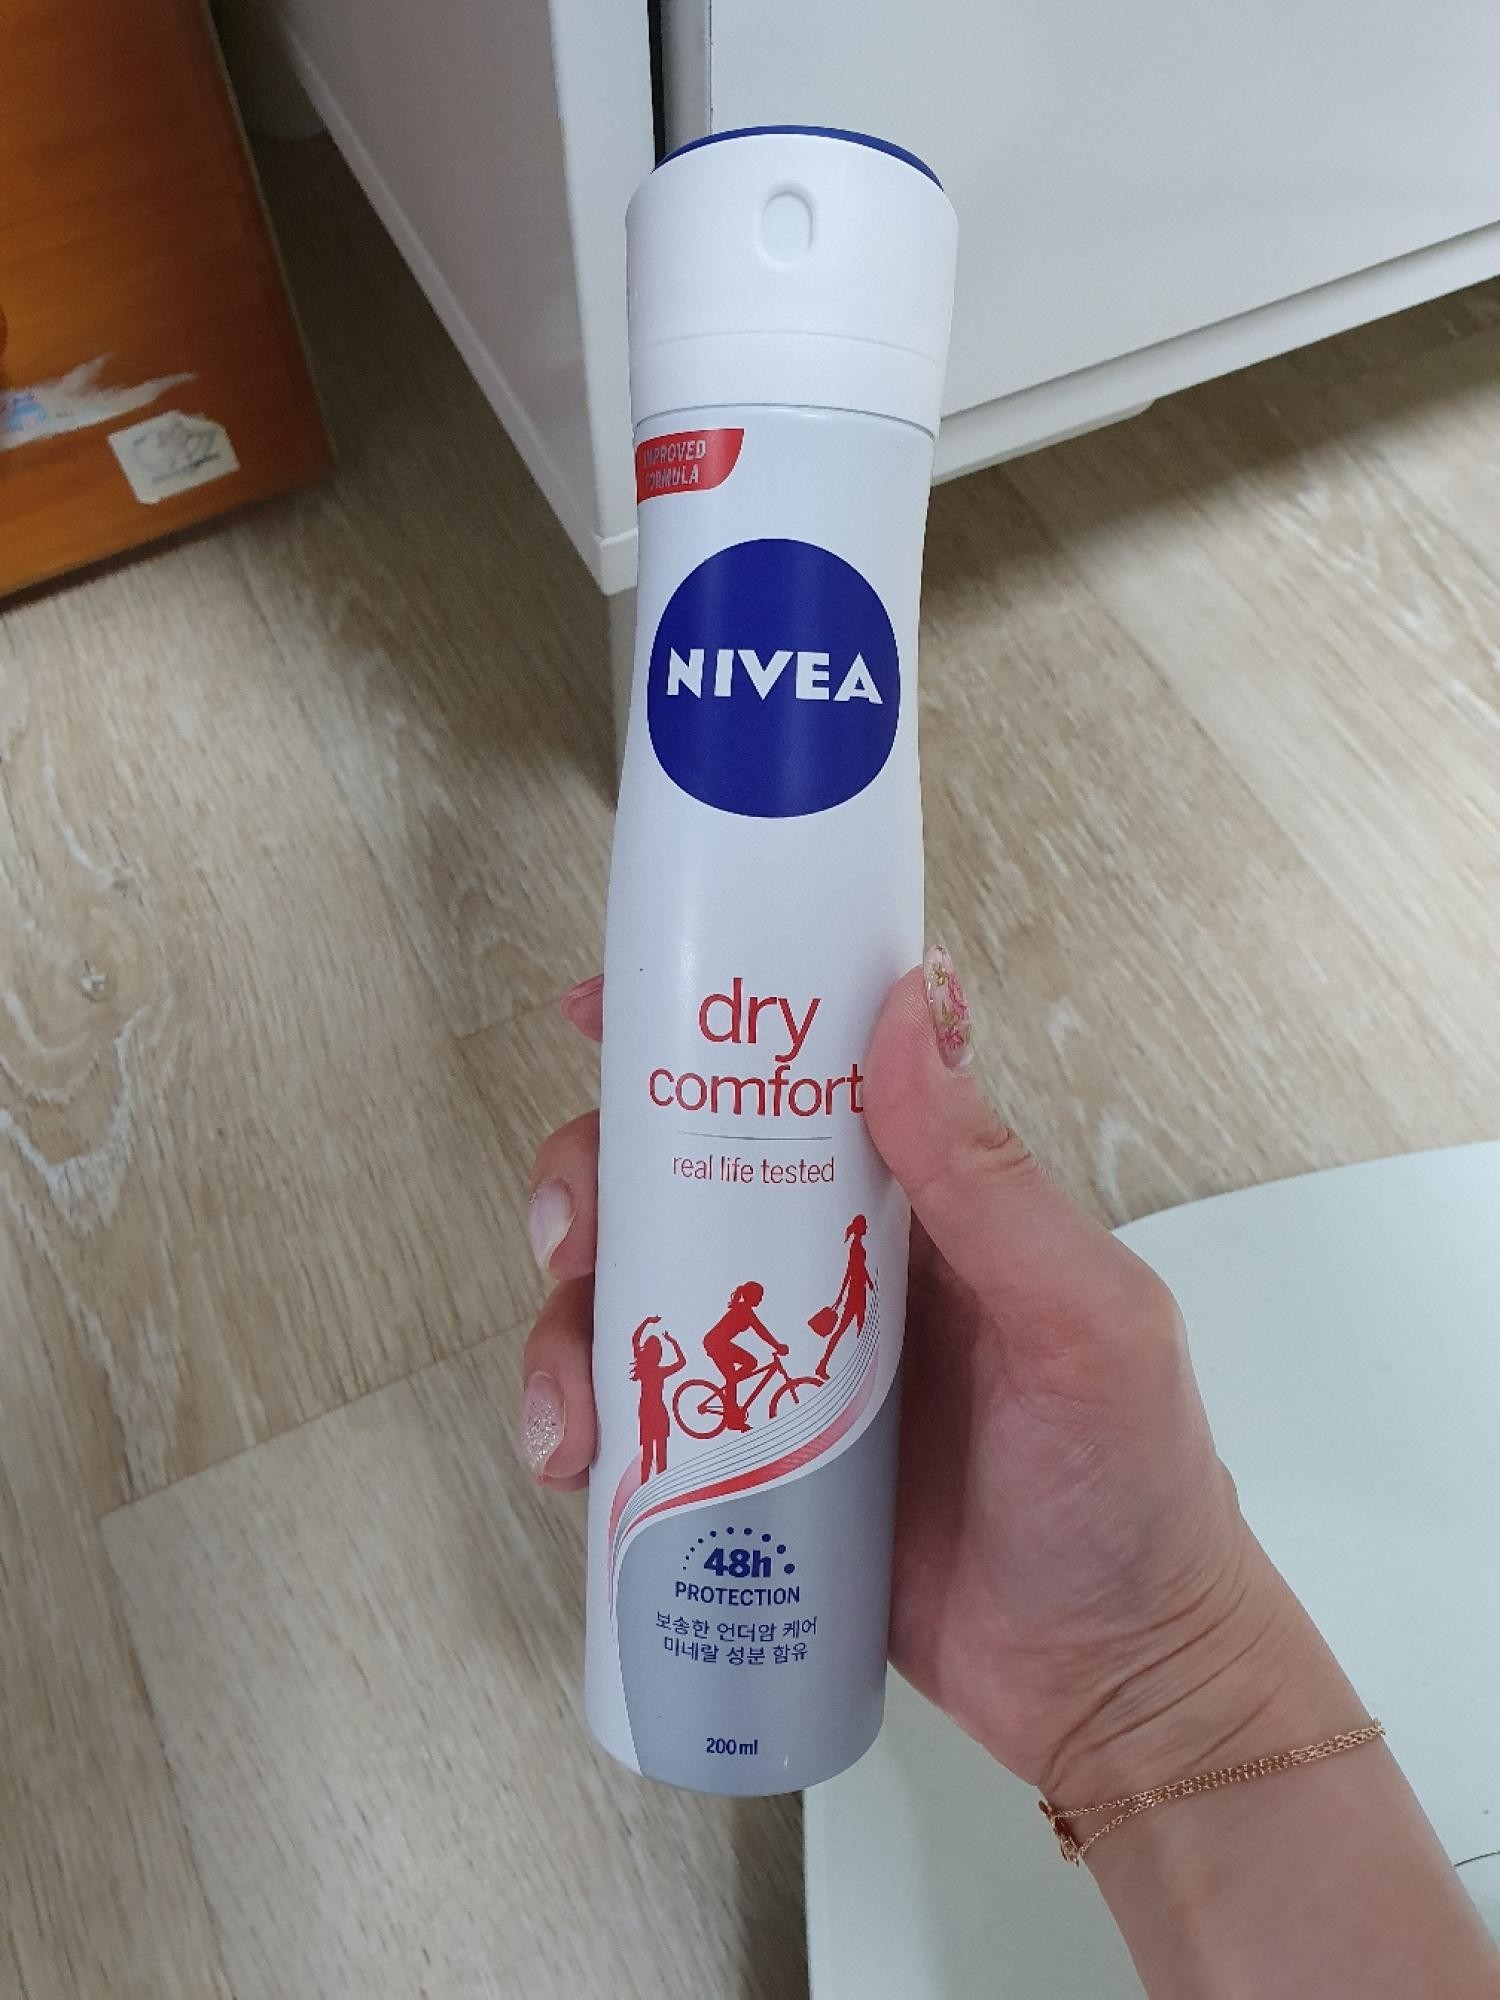 IMPROVED
FORMULA
NIVEA
dry
comfort
real life tested
48h
PROTECTION
보송한 언더암 케어
미네랄 성분 함유
200ml